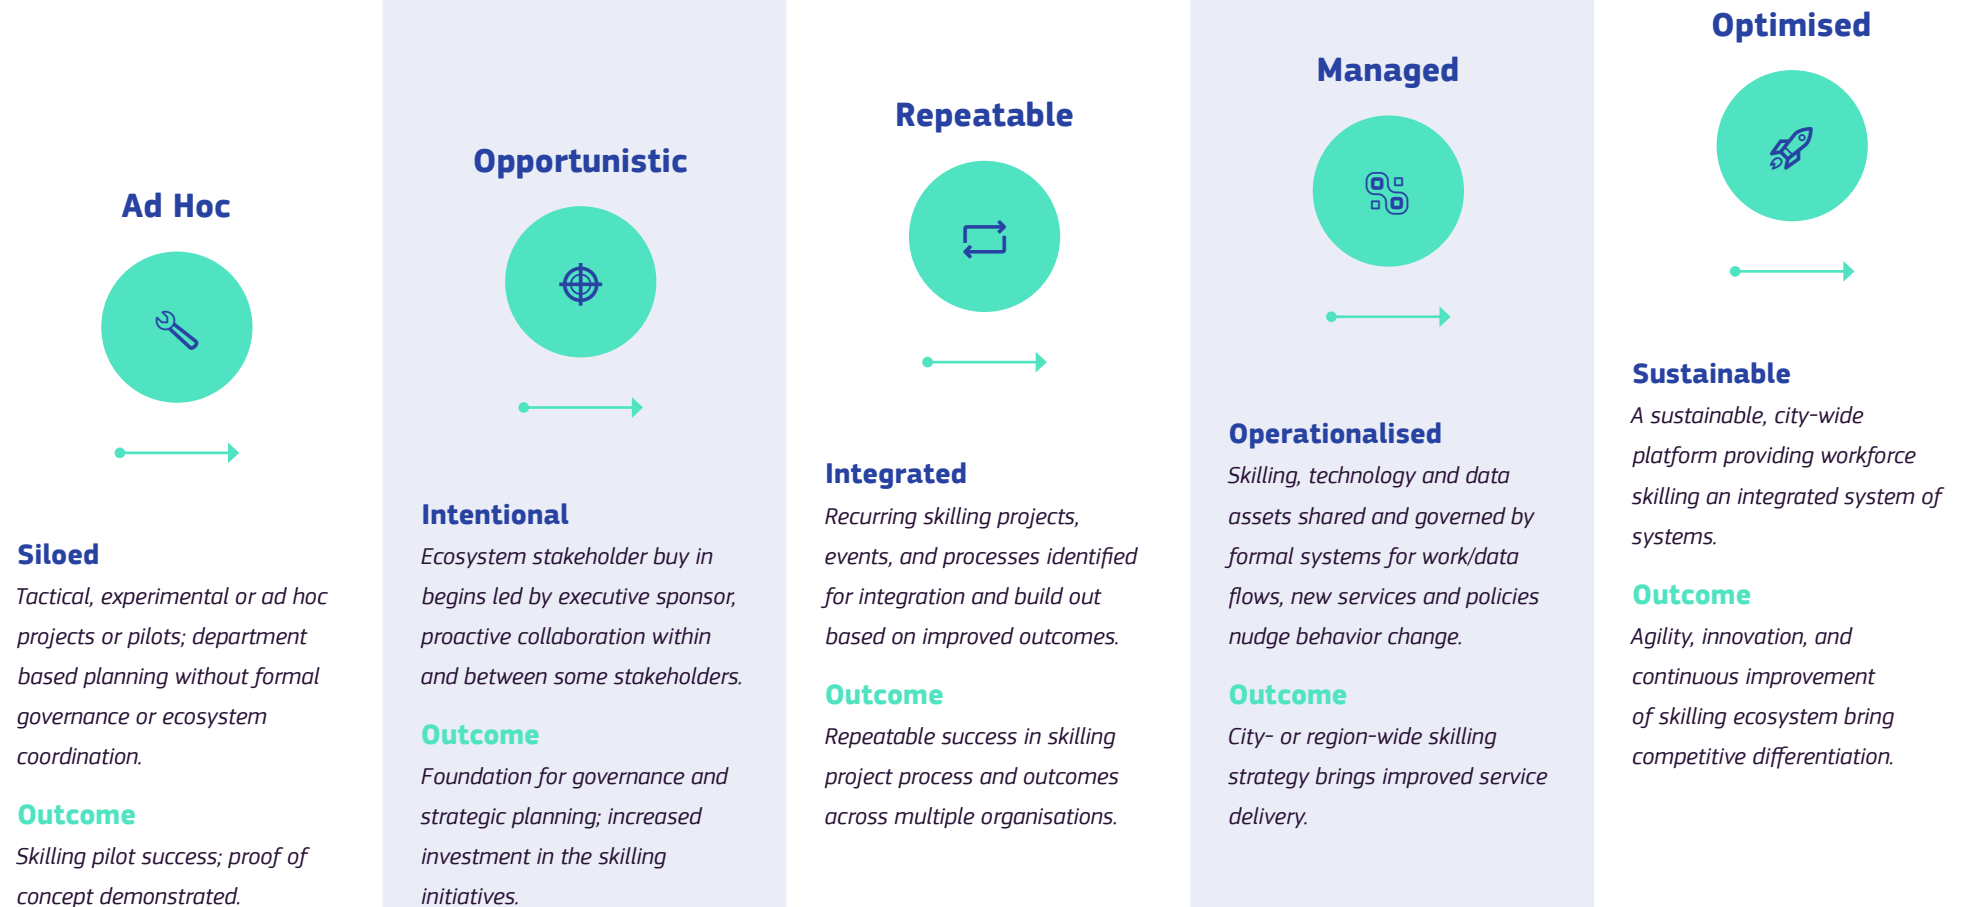 Ad Hoc
Siloed
Tactical, experimental or ad hoc
projects or pilots; department
based planning without formal
governance or ecosystem
coordination.
Outcome
Skilling pilot success; proof of
concept demonstrated.
Opportunistic
Intentional
Ecosystem stakeholder buy in
begins led by executive sponsor,
proactive collaboration within
and between some stakeholders.
Outcome
Foundation for governance and
strategic planning; increased
investment in the skilling
initiatives.
Repeatable
Integrated
Recurring skilling projects,
events, and processes identified
for integration and build out
based on improved outcomes.
Outcome
Repeatable success in skilling
project process and outcomes
across multiple organisations.
Managed
Operationalised
Skilling, technology and data
assets shared and governed by
formal systems for work/data
flows, new services and policies
nudge behavior change.
Outcome
City- or region-wide skilling
strategy brings improved service
delivery.
Optimised
Sustainable
A sustainable, city-wide
platform providing workforce
skilling an integrated system of
systems.
Outcome
Agility, innovation, and
continuous improvement
of skilling ecosystem bring
competitive differentiation.